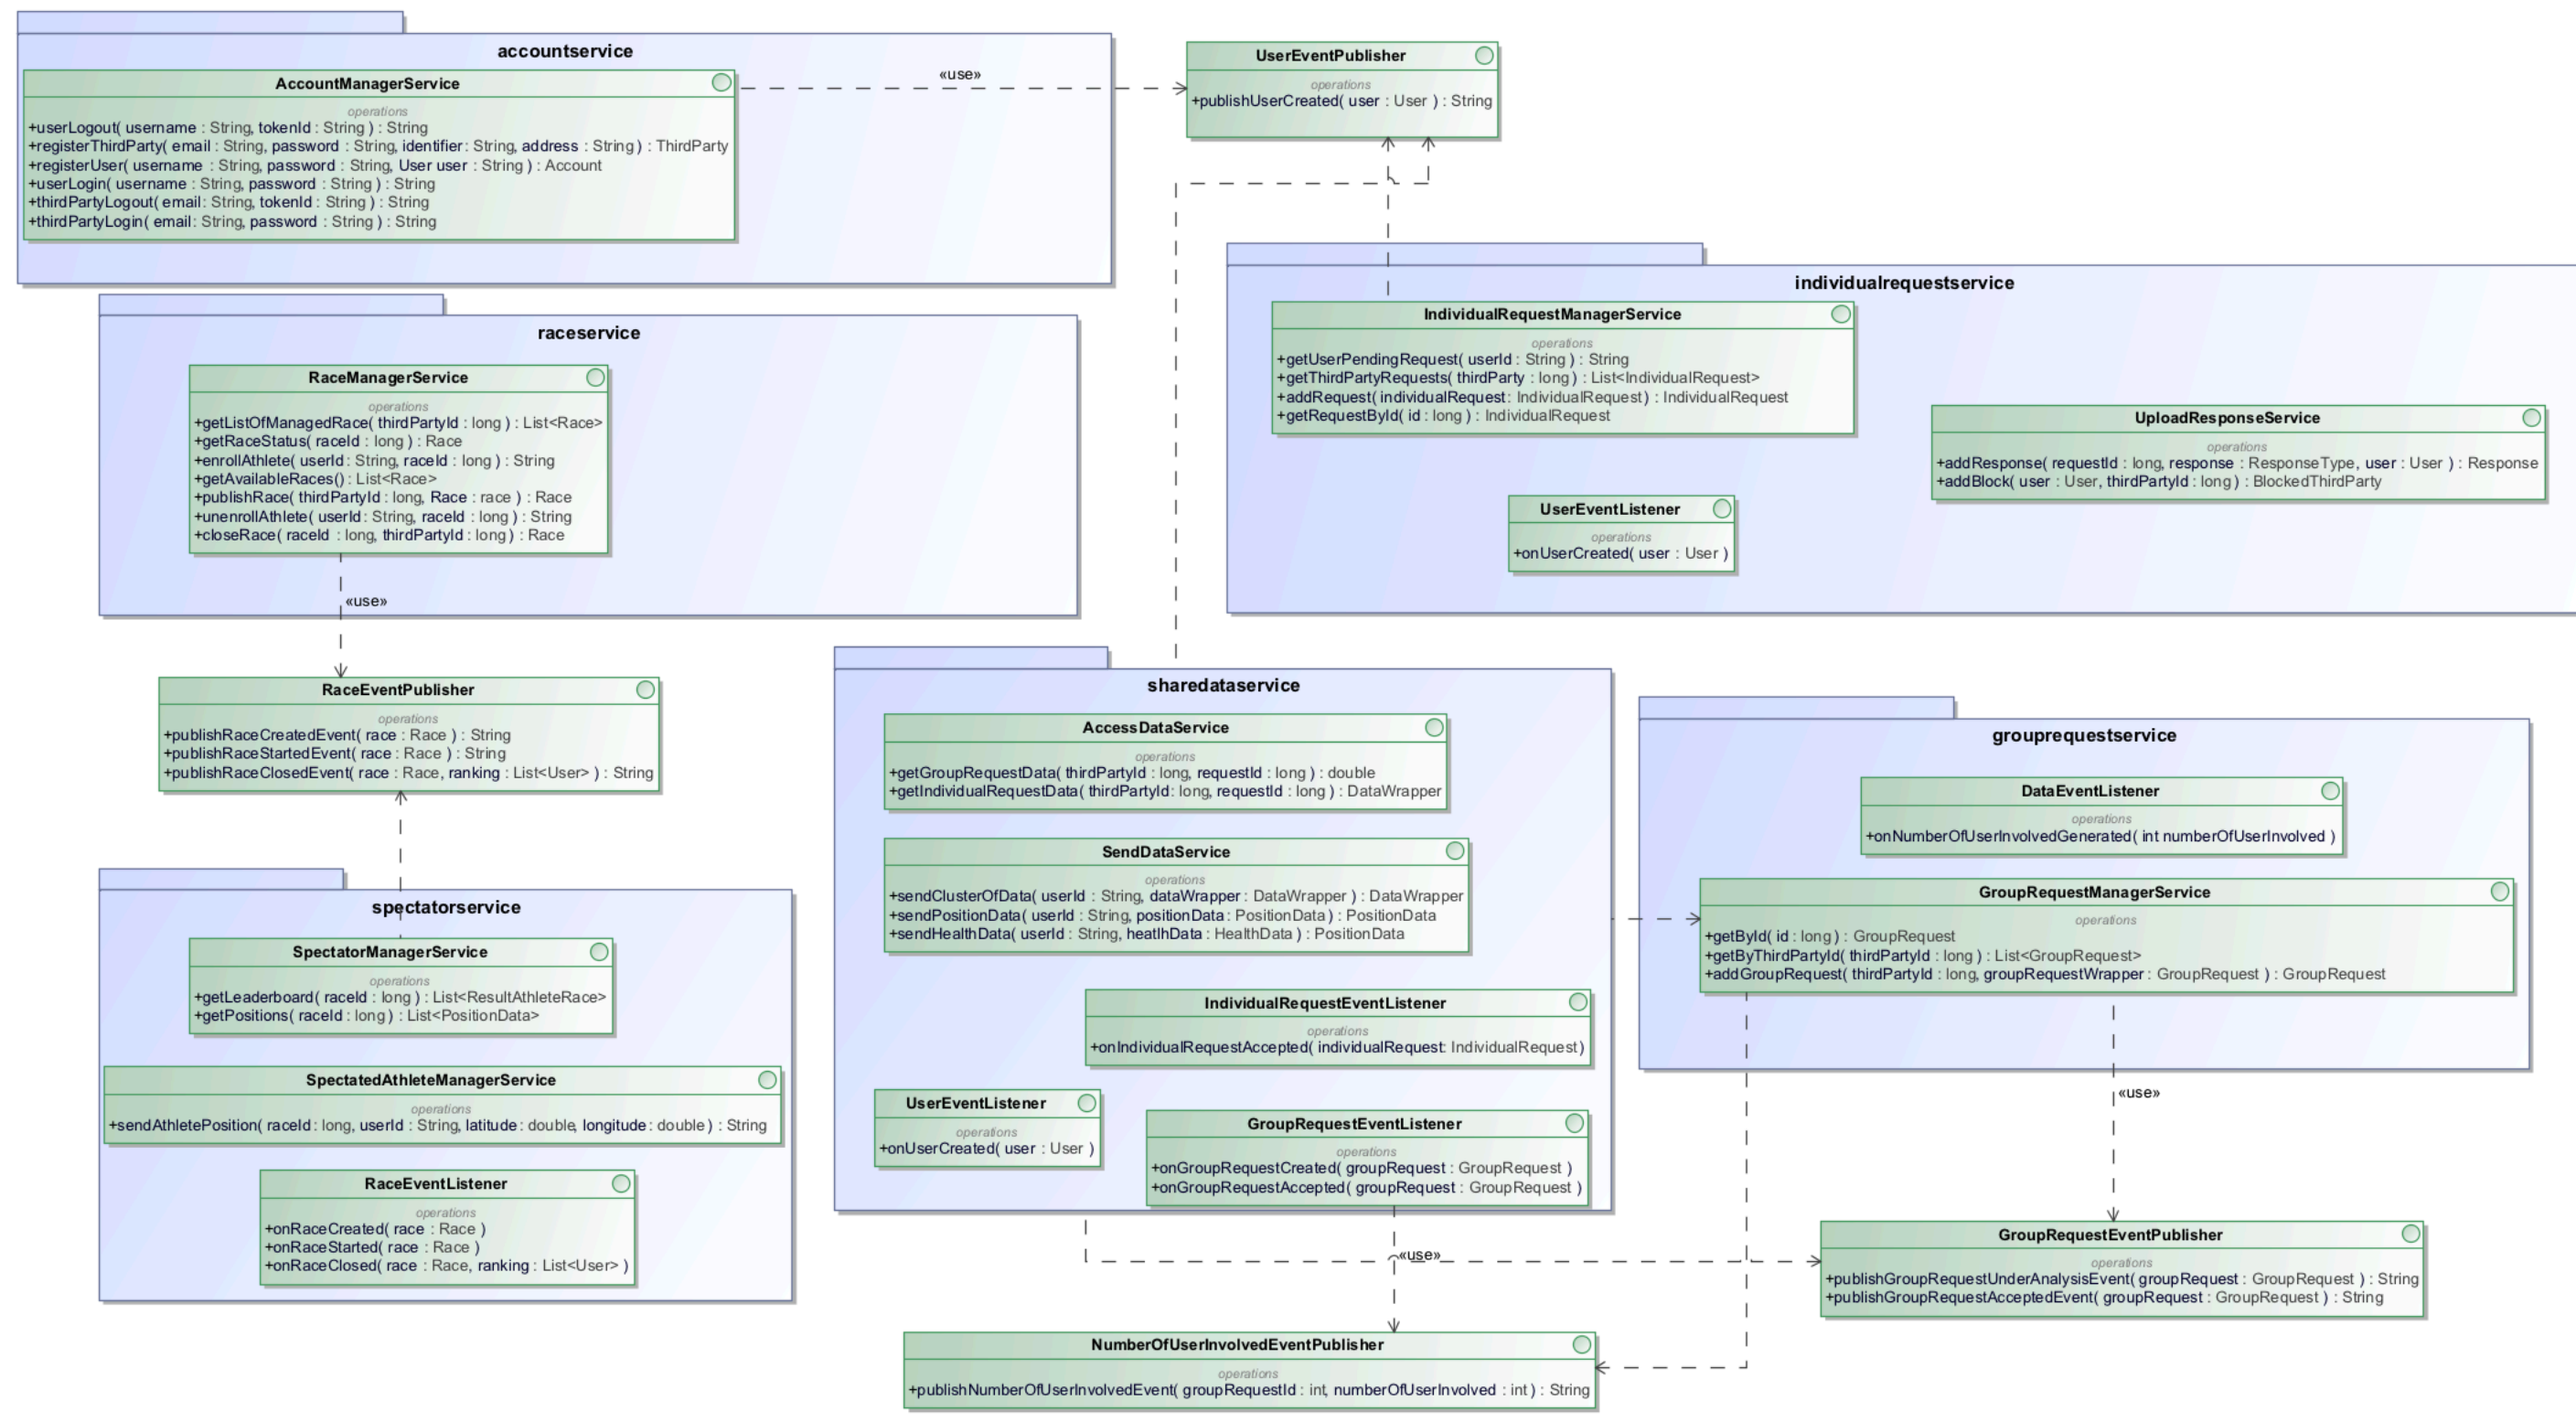 accountservice
AccountManagerService
operations
+userLogout( username : String, tokenId : String ) : String
+registerThirdParty( email : String, password : String, identifier : String, address : String ) : ThirdParty
+registerUser( username : String, password : String, User user : String ) : Account
+userLogin( username : String, password : String ) : String
+thirdPartyLogout( email : String, tokenId : String ) : String
+thirdPartyLogin( email : String, password : String ) : String
«use»
UserEventPublisher
operations
+publishUserCreated( user : User ) : String
individualrequestservice
IndividualRequestManagerService
operations
+getUserPendingRequest( userId : String ) : String
+getThirdPartyRequests( thirdParty : long ) : List<IndividualRequest>
+addRequest( individualRequest : IndividualRequest ) : IndividualRequest
+getRequestById( id : long ) : IndividualRequest
UploadResponseService
operations
+addResponse( requestId : long, response : ResponseType, user : User ) : Response
+addBlock( user : User, thirdPartyId : long ) : BlockedThirdParty
UserEventListener
operations
+onUserCreated( user : User )
raceservice
RaceManagerService
operations
+getListOfManagedRace( thirdPartyId : long ) : List<Race>
+getRaceStatus( raceId : long ) : Race
+enrollAthlete( userId : String, raceId : long ) : String
+getAvailableRaces() : List<Race>
+publishRace( thirdPartyId : long, Race : race ) : Race
+unenrollAthlete( userId : String, raceId : long ) : String
+closeRace( raceId : long, thirdPartyId : long ) : Race
«use»
RaceEventPublisher
operations
+publishRaceCreatedEvent( race : Race ) : String
+publishRaceStartedEvent( race : Race ) : String
+publishRaceClosedEvent( race : Race, ranking : List<User> ) : String
spectatorservice
SpectatorManagerService
operations
+getLeaderboard( raceId : long ) : List<ResultAthleteRace>
+getPositions( raceId : long ) : List<PositionData>
SpectatedAthleteManagerService
operations
+sendAthletePosition( raceId : long, userId : String, latitude : double, longitude : double ) : String
RaceEventListener
operations
+onRaceCreated( race : Race )
+onRaceStarted( race : Race )
+onRaceClosed( race : Race, ranking : List<User> )
sharedataservice
AccessDataService
operations
+getGroupRequestData( thirdPartyId : long, requestId : long ) : double
+getIndividualRequestData( thirdPartyId : long, requestId : long ) : DataWrapper
SendDataService
operations
+sendClusterOfData( userId : String, dataWrapper : DataWrapper ) : DataWrapper
+sendPositionData( userId : String, positionData : PositionData ) : PositionData
+sendHealthData( userId : String, heatlhData : HealthData ) : PositionData
IndividualRequestEventListener
operations
+onIndividualRequestAccepted( individualRequest : IndividualRequest )
UserEventListener
operations
+onUserCreated( user : User )
GroupRequestEventListener
operations
+onGroupRequestCreated( groupRequest : GroupRequest )
+onGroupRequestAccepted( groupRequest : GroupRequest )
grouprequestservice
DataEventListener
operations
+onNumberOfUserInvolvedGenerated( int numberOfUserInvolved )
GroupRequestManagerService
operations
+getById( id : long ) : GroupRequest
+getByThirdPartyId( thirdPartyId : long ) : List<GroupRequest>
+addGroupRequest( thirdPartyId : long, groupRequestWrapper : GroupRequest ) : GroupRequest
«use»
«use»
GroupRequestEventPublisher
operations
+publishGroupRequestUnderAnalysisEvent( groupRequest : GroupRequest ) : String
+publishGroupRequestAcceptedEvent( groupRequest : GroupRequest ) : String
NumberOfUserInvolvedEventPublisher
operations
+publishNumberOfUserInvolvedEvent( groupRequestId : int, numberOfUserInvolved : int ) : String